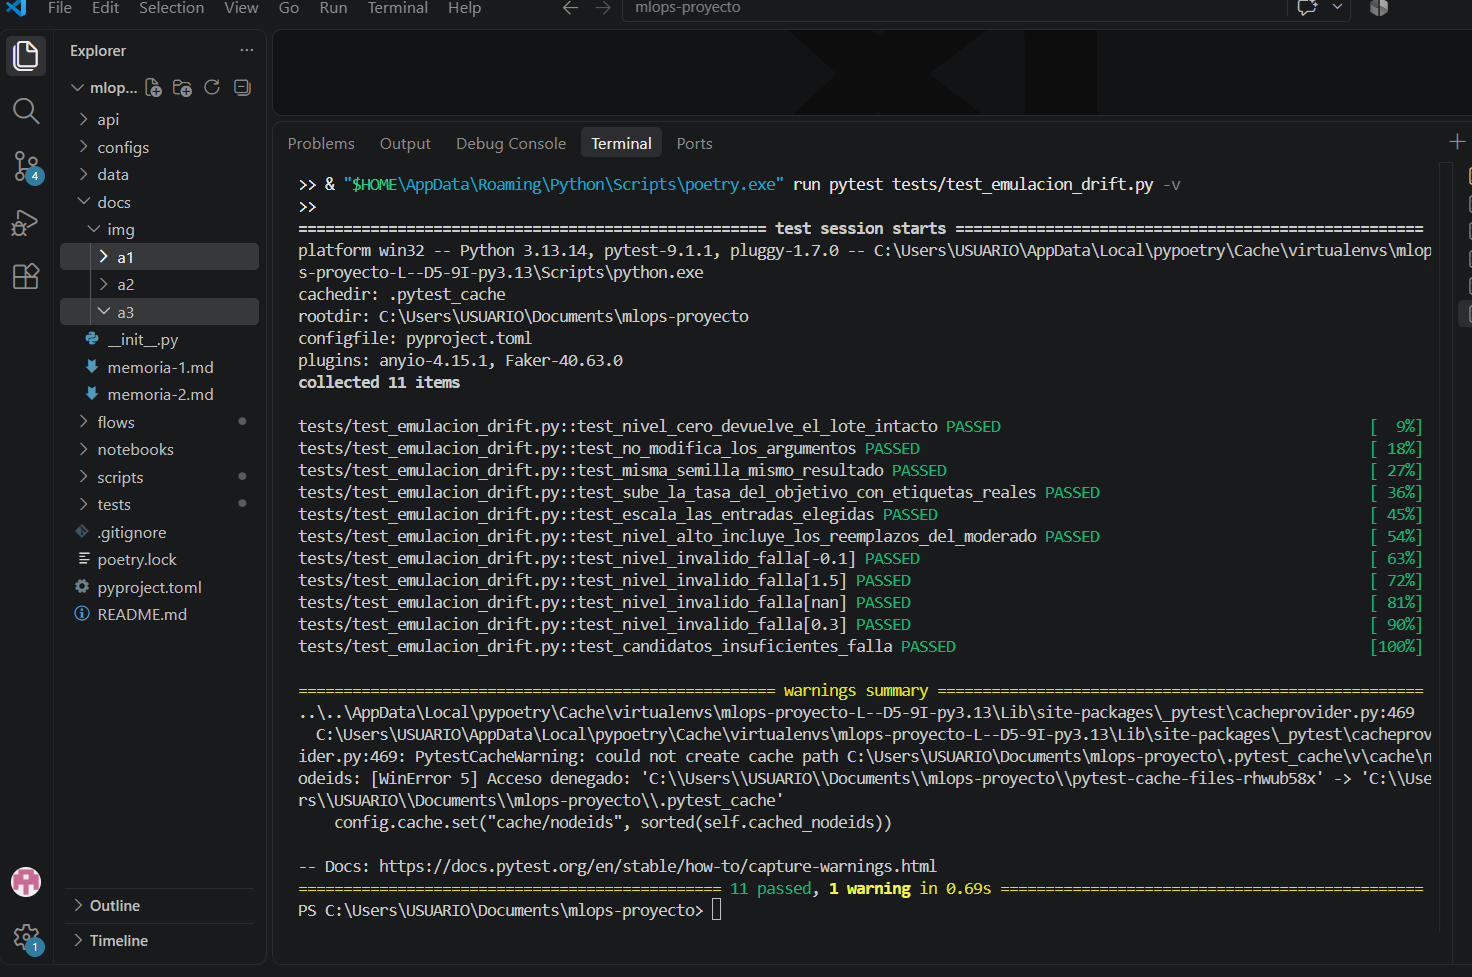 File Edit Selection View Go Run Terminal Help
mlops-proyecto
Explorer
mlop...
api
configs
data
docs
img
a1
a2
a3
__init__.py
memoria-1.md
memoria-2.md
flows
notebooks
scripts
tests
.gitignore
poetry.lock
pyproject.toml
README.md
Outline
Timeline
4
1
Problems Output Debug Console Terminal Ports
>> & "$HOME\AppData\Roaming\Python\Scripts\poetry.exe" run pytest tests/test_emulacion_drift.py -v
>>
==================================================== test session starts ====================================================
platform win32 -- Python 3.13.14, pytest-9.1.1, pluggy-1.7.0 -- C:\Users\USUARIO\AppData\Local\pypoetry\Cache\virtualenvs\mlop
s-proyecto-L--D5-9I-py3.13\Scripts\python.exe
cachedir: .pytest_cache
rootdir: C:\Users\USUARIO\Documents\mlops-proyecto
configfile: pyproject.toml
plugins: anyio-4.15.1, Faker-40.63.0
collected 11 items
tests/test_emulacion_drift.py::test_nivel_cero_devuelve_el_lote_intacto PASSED [  9%]
tests/test_emulacion_drift.py::test_no_modifica_los_argumentos PASSED [ 18%]
tests/test_emulacion_drift.py::test_misma_semilla_mismo_resultado PASSED [ 27%]
tests/test_emulacion_drift.py::test_sube_la_tasa_del_objetivo_con_etiquetas_reales PASSED [ 36%]
tests/test_emulacion_drift.py::test_escala_las_entradas_elegidas PASSED [ 45%]
tests/test_emulacion_drift.py::test_nivel_alto_incluye_los_reemplazos_del_moderado PASSED [ 54%]
tests/test_emulacion_drift.py::test_nivel_invalido_falla[-0.1] PASSED [ 63%]
tests/test_emulacion_drift.py::test_nivel_invalido_falla[1.5] PASSED [ 72%]
tests/test_emulacion_drift.py::test_nivel_invalido_falla[nan] PASSED [ 81%]
tests/test_emulacion_drift.py::test_nivel_invalido_falla[0.3] PASSED [ 90%]
tests/test_emulacion_drift.py::test_candidatos_insuficientes_falla PASSED [100%]
===================================================== warnings summary ======================================================
..\..\AppData\Local\pypoetry\Cache\virtualenvs\mlops-proyecto-L--D5-9I-py3.13\Lib\site-packages\_pytest\cacheprovider.py:469
C:\Users\USUARIO\AppData\Local\pypoetry\Cache\virtualenvs\mlops-proyecto-L--D5-9I-py3.13\Lib\site-packages\_pytest\cacheprov
ider.py:469: PytestCacheWarning: could not create cache path C:\Users\USUARIO\Documents\mlops-proyecto\.pytest_cache\v\cache\n
odeids: [WinError 5] Acceso denegado: 'C:\\Users\\USUARIO\\Documents\\mlops-proyecto\\pytest-cache-files-rhwub58x' -> 'C:\\Use
rs\\USUARIO\\Documents\\mlops-proyecto\\.pytest_cache'
config.cache.set("cache/nodeids", sorted(self.cached_nodeids))
-- Docs: https://docs.pytest.org/en/stable/how-to/capture-warnings.html
=============================================== 11 passed, 1 warning in 0.69s ===============================================
PS C:\Users\USUARIO\Documents\mlops-proyecto>